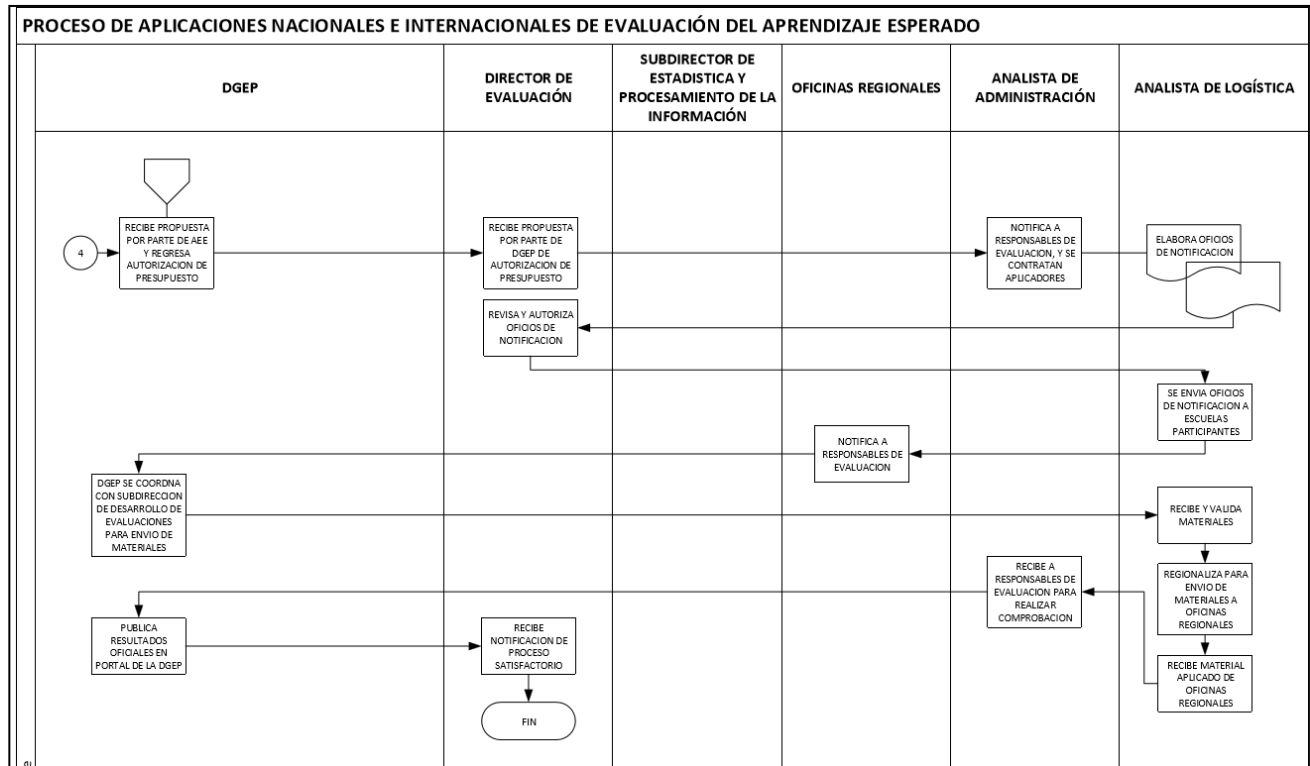 PROCESO DE APLICACIONES NACIONALES E INTERNACIONALES DE EVALUACIÓN DEL APRENDIZAJE ESPERADO
DGEP
DIRECTOR DE
EVALUACIÓN
SUBDIRECTOR DE
ESTADISTICA Y
PROCESAMIENTO DE LA
INFORMACIÓN
OFICINAS REGIONALES
ANALISTA DE
ADMINISTRACIÓN
ANALISTA DE LOGÍSTICA
4
RECIBE PROPUESTA
POR PARTE DE AEE
Y REGRESA
AUTORIZACION DE
PRESUPUESTO
RECIBE PROPUESTA
POR PARTE DE
DGEP DE
AUTORIZACION DE
PRESUPUESTO
NOTIFICA A
RESPONSABLES DE
EVALUACION, Y SE
CONTRATAN
APLICADORES
ELABORA OFICIOS
DE NOTIFICACION
REVISA Y AUTORIZA
OFICIOS DE
NOTIFICACION
SE ENVIA OFICIOS
DE NOTIFICACION A
ESCUELAS
PARTICIPANTES
NOTIFICA A
RESPONSABLES DE
EVALUACION
DGEP SE COORDNA
CON SUBDIRECCION
DE DESARROLLO DE
EVALUACIONES
PARA ENVIO DE
MATERIALES
RECIBE Y VALIDA
MATERIALES
REGIONALIZA PARA
ENVIO DE
MATERIALES A
OFICINAS
REGIONALES
RECIBE MATERIAL
APLICADO DE
OFICINAS
REGIONALES
RECIBE A
RESPONSABLES DE
EVALUACION PARA
REALIZAR
COMPROBACION
PUBLICA
RESULTADOS
OFICIALES EN
PORTAL DE LA DGEP
RECIBE
NOTIFICACION DE
PROCESO
SATISFACTORIO
FIN